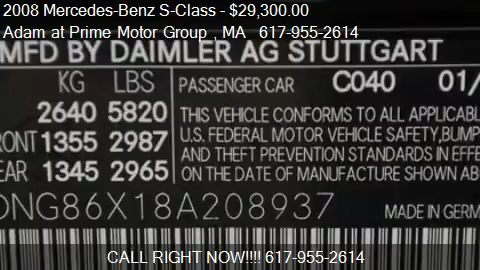 2008 Mercedes-Benz S-Class - $29,300.00
Adam at Prime Motor Group , MA 617-955-2614
MFD BY DAIMLER AG STUTTGART
KG LBS PASSENGER CAR C040 01/
2640 5820 THIS VEHICLE CONFORMS TO ALL APPLICABL
RONT 1355 2987 U.S. FEDERAL MOTOR VEHICLE SAFETY,BUMP
EAR 1345 2965 AND THEFT PREVENTION STANDARDS IN EFFE
ON THE DATE OF MANUFACTURE SHOWN AB
DNG86X18A208937 MADE IN GERM
CALL RIGHT NOW!!!! 617-955-2614